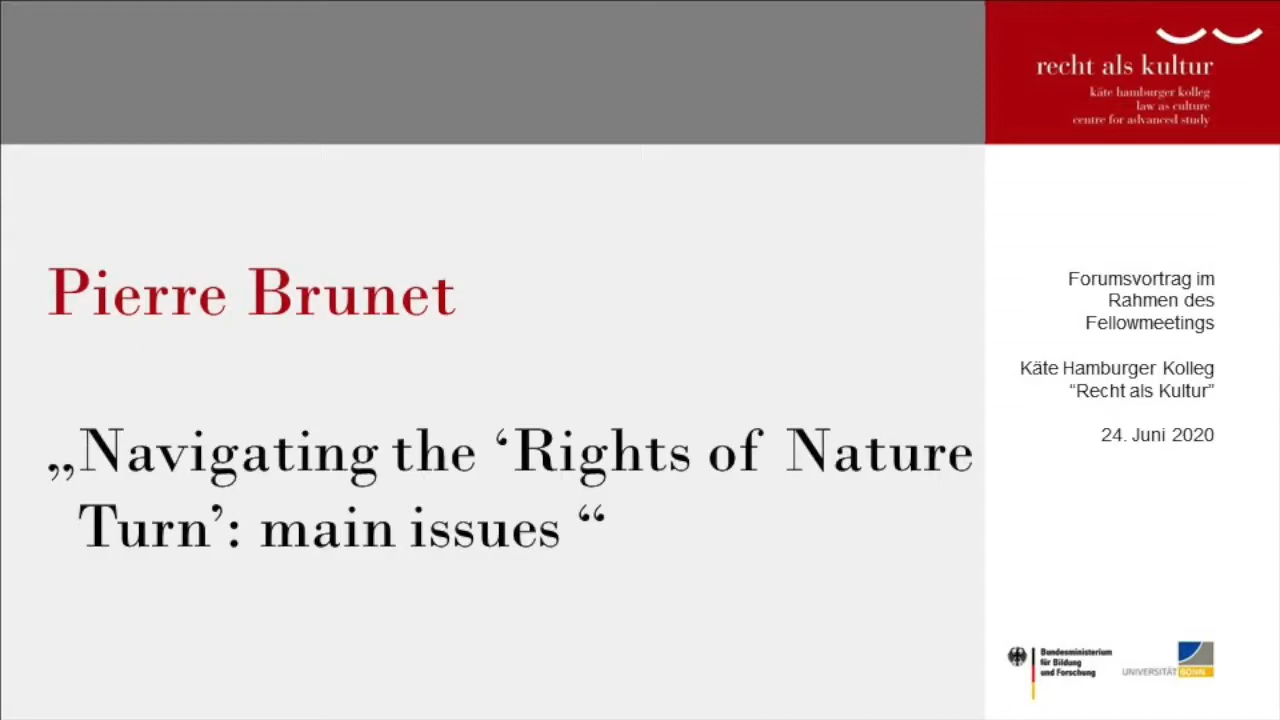 recht als kultur
käte hamburger kolleg
law as culture
centre for advanced study
Pierre Brunet
„Navigating the ‘Rights of Nature
Turn’: main issues “
Forumsvortrag im
Rahmen des
Fellowmeetings
Käte Hamburger Kolleg
“Recht als Kultur”
24. Juni 2020
Bundesministerium
für Bildung
und Forschung
UNIVERSITÄT BONN